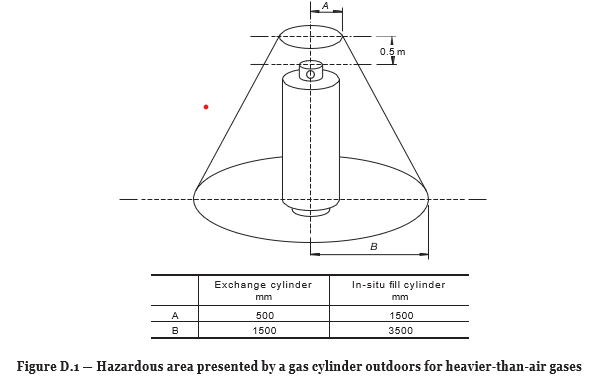 A
0.5 m
B
Exchange cylinder In-situ fill cylinder
mm mm
A 500 1500
B 1500 3500
Figure D.1 — Hazardous area presented by a gas cylinder outdoors for heavier-than-air gases